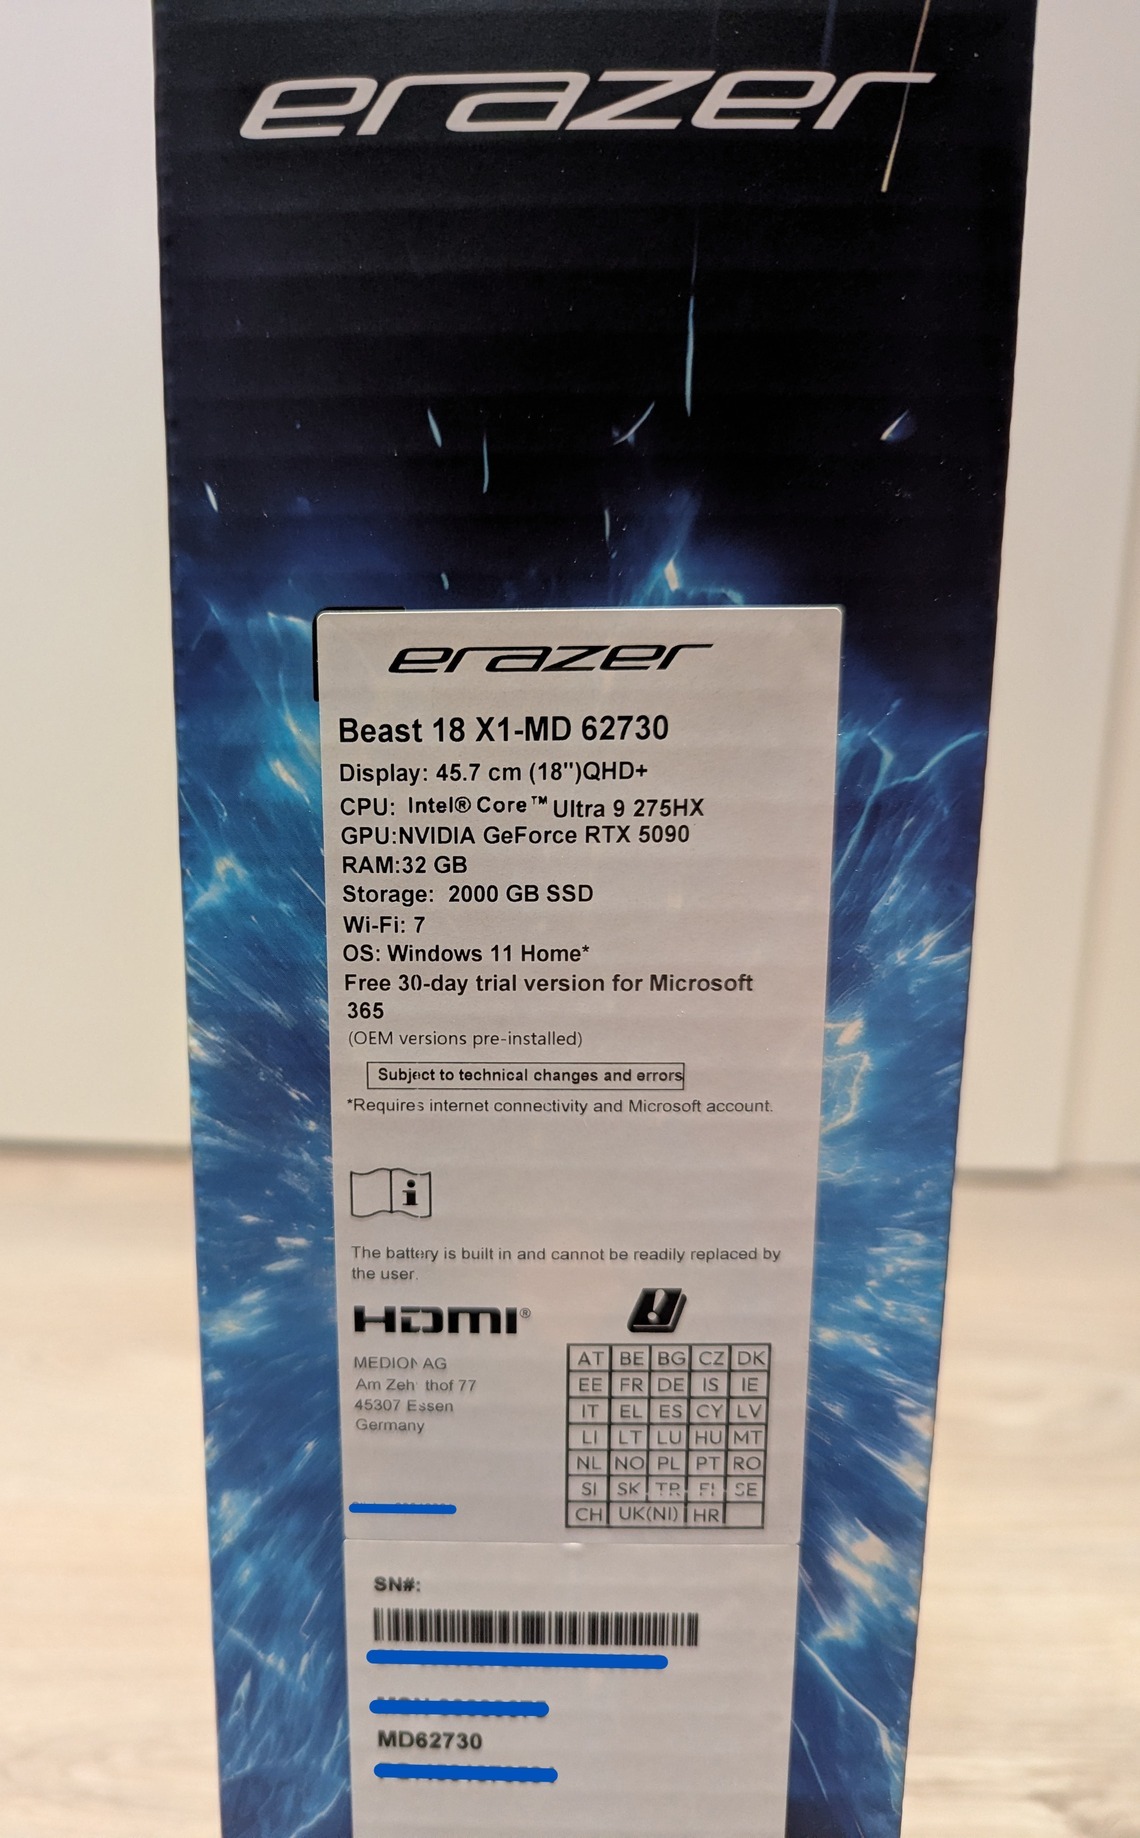 erazer
erazer
Beast 18 X1-MD 62730
Display: 45.7 cm (18")QHD+
CPU: Intel® Core™ Ultra 9 275HX
GPU:NVIDIA GeForce RTX 5090
RAM:32 GB
Storage: 2000 GB SSD
Wi-Fi: 7
OS: Windows 11 Home*
Free 30-day trial version for Microsoft
365
(OEM versions pre-installed)
Subject to technical changes and errors
*Requires internet connectivity and Microsoft account.
i
The battery is built in and cannot be readily replaced by
the user.
HDMI®
!
MEDION AG
Am Zehnthof 77
45307 Essen
Germany
AT BE BG CZ DK
EE FR DE IS IE
IT EL ES CY LV
LI LT LU HU MT
NL NO PL PT RO
SI SK TR FI SE
CH UK(NI) HR
SN#:
MD62730